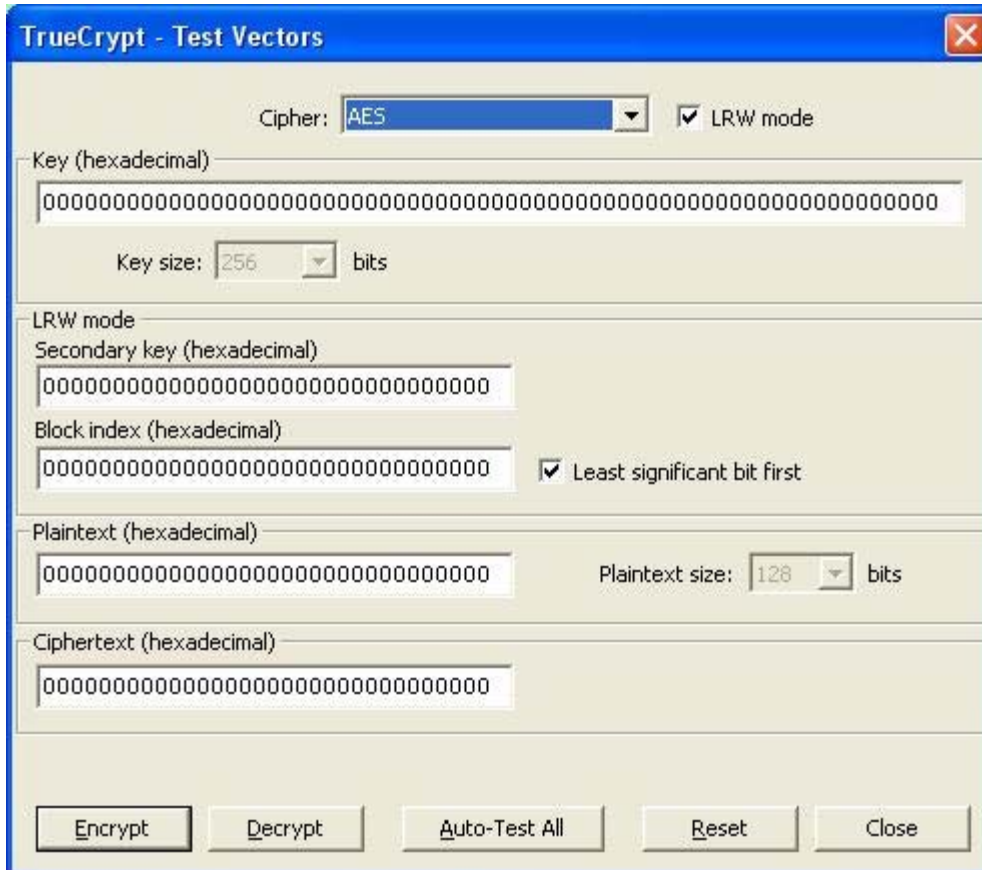 TrueCrypt - Test Vectors
Cipher: AES LRW mode
Key (hexadecimal)
0000000000000000000000000000000000000000000000000000000000000000
Key size: 256 bits
LRW mode
Secondary key (hexadecimal)
00000000000000000000000000000000
Block index (hexadecimal)
00000000000000000000000000000000 Least significant bit first
Plaintext (hexadecimal)
00000000000000000000000000000000 Plaintext size: 128 bits
Ciphertext (hexadecimal)
00000000000000000000000000000000
Encrypt Decrypt Auto-Test All Reset Close